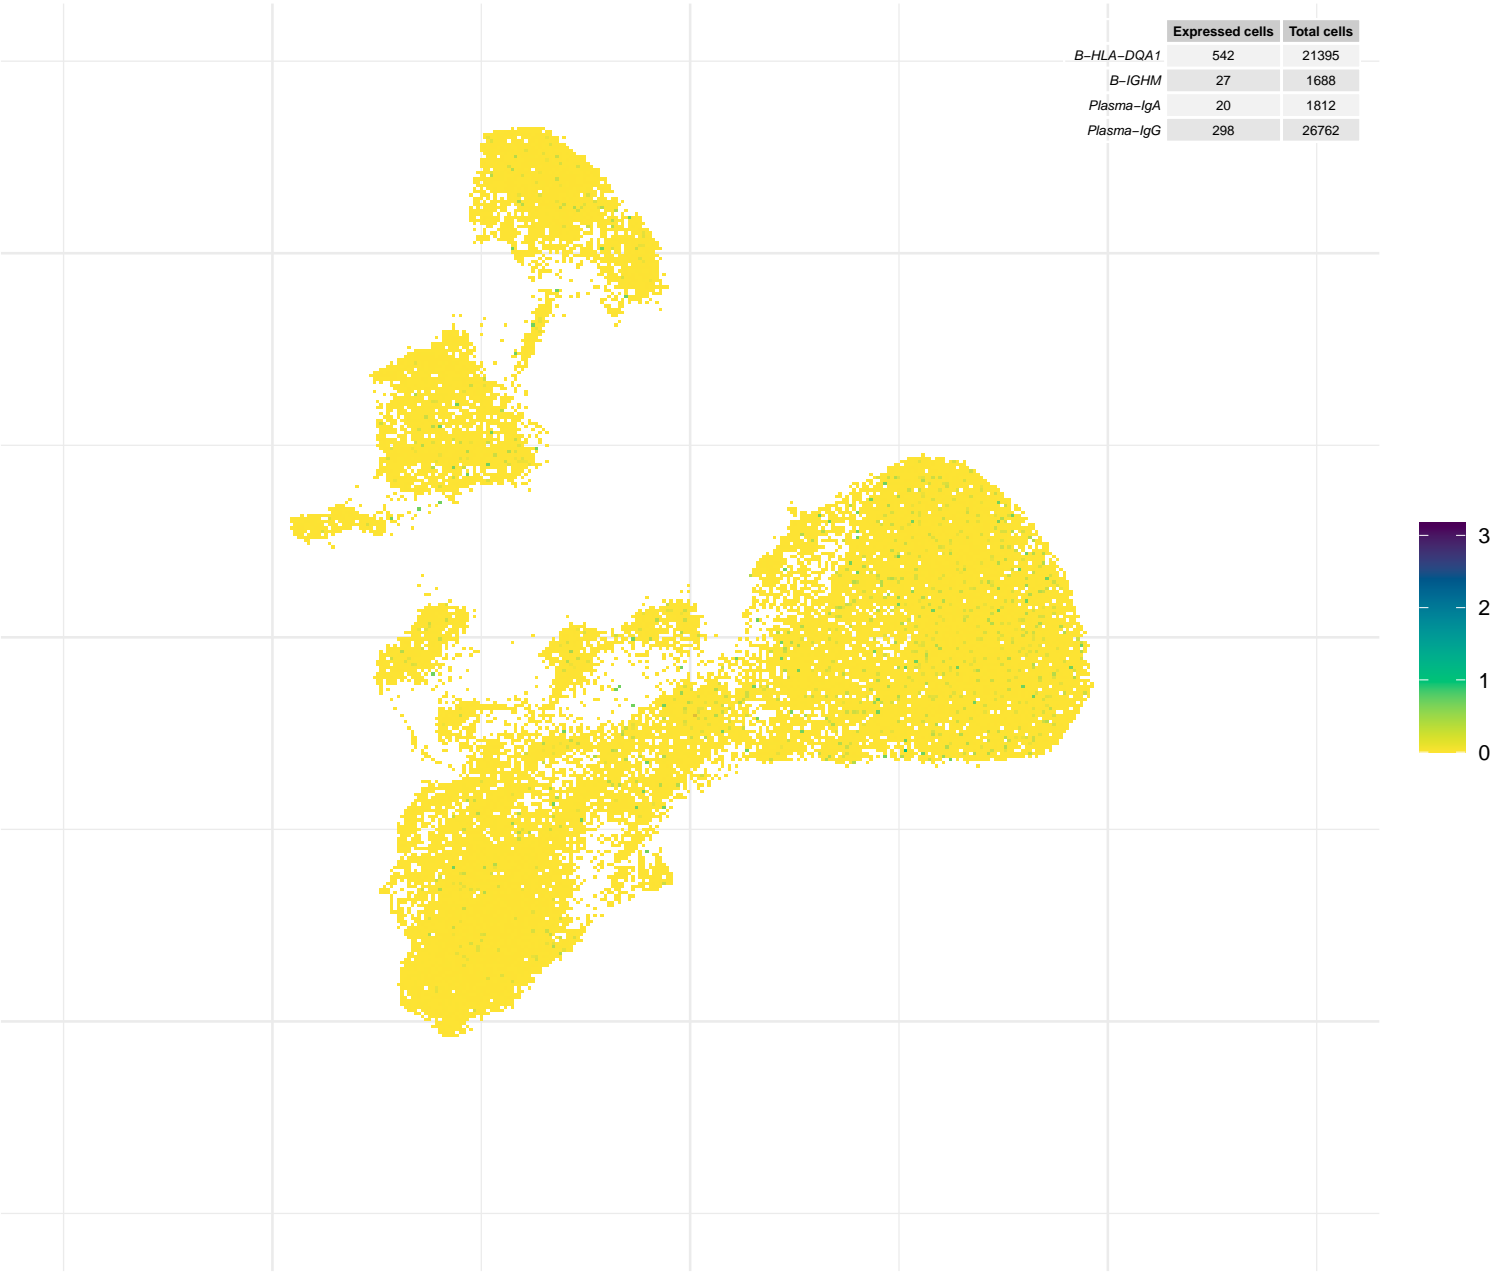 Expressed cells Total cells
B−HLA−DQA1 542 21395
B−IGHM 27 1688
Plasma−IgA 20 1812
Plasma−IgG 298 26762
3
2
1
0